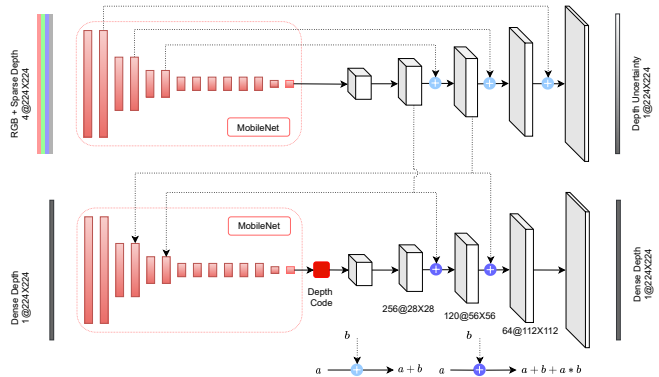 RGB + Sparse Depth
4@224X224
MobileNet
Depth Uncertainty
1@224X224
Dense Depth
1@224X224
MobileNet
Depth
Code
256@28X28
120@56X56
64@112X112
Dense Depth
1@224X224
b
a
a + b
b
a
a + b + a * b